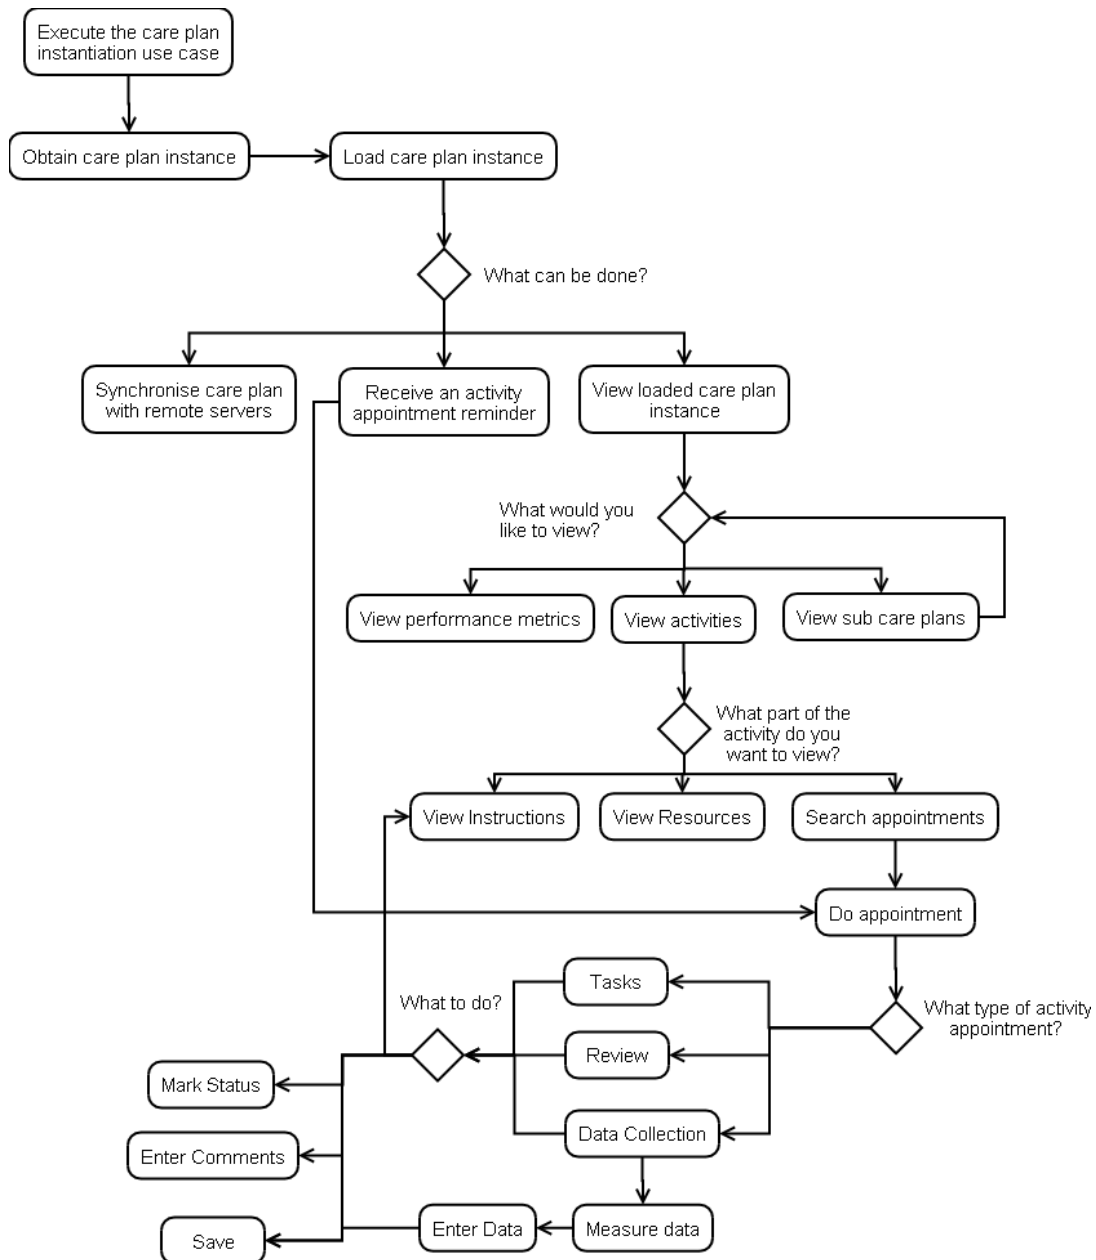 Execute the care plan
instantiation use case
Obtain care plan instance
Load care plan instance
What can be done?
Synchronise care plan
with remote servers
Receive an activity
appointment reminder
View loaded care plan
instance
What would you
like to view?
View performance metrics
View activities
View sub care plans
What part of the
activity do you
want to view?
View Instructions
View Resources
Search appointments
Do appointment
What type of activity
appointment?
Tasks
What to do?
Review
Mark Status
Data Collection
Enter Comments
Save
Enter Data
Measure data